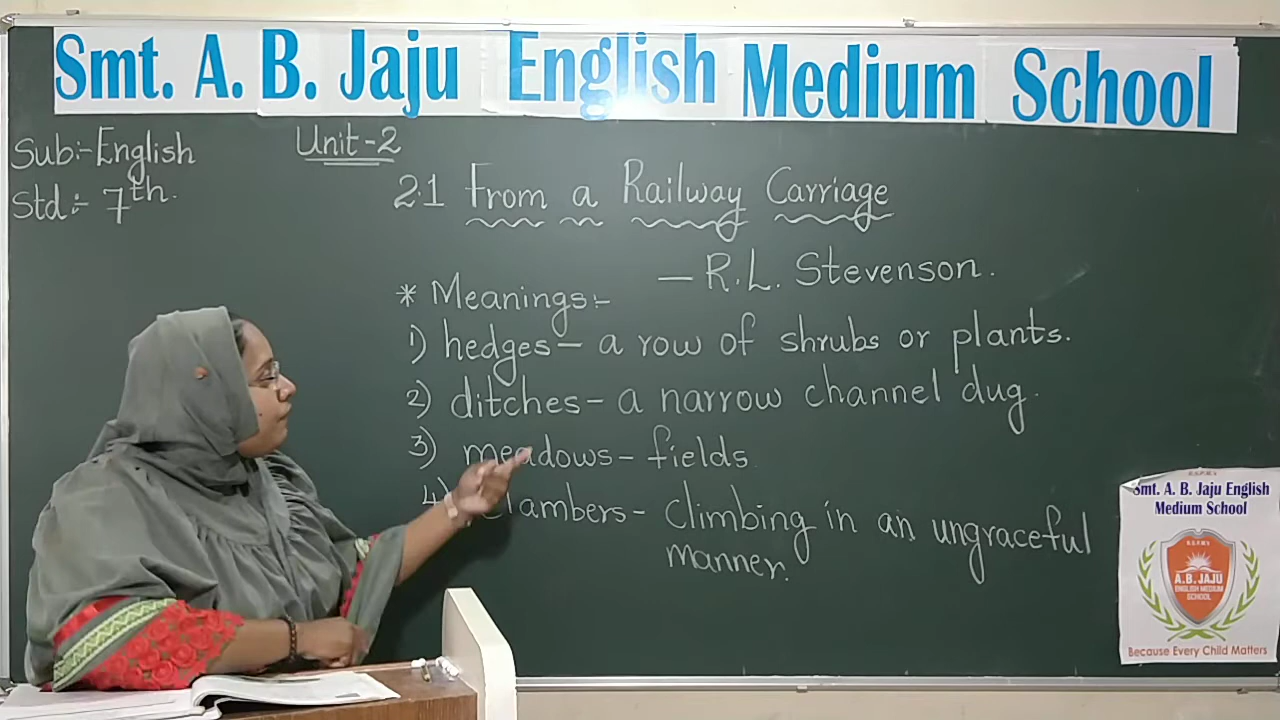 Smt. A. B. Jaju English Medium School
Sub:- English
Std:- 7th.
Unit-2
2.1 From a Railway Carriage
— R.L. Stevenson.
* Meanings:-
1) hedges - a row of shrubs or plants.
2) ditches - a narrow channel dug.
3) meadows - fields
4) clambers - climbing in an ungraceful
manner.
Smt. A. B. Jaju English
Medium School
A.B. JAJU
ENGLISH MEDIUM
SCHOOL
Because Every Child Matters